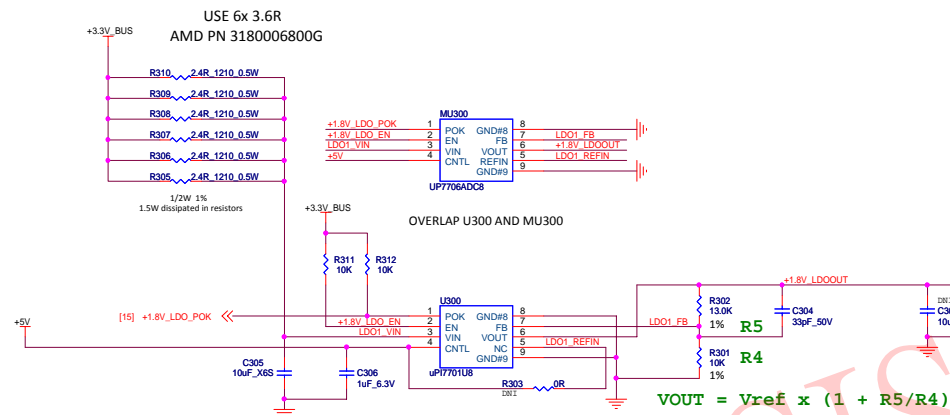 USE 6x 3.6R
AMD PN 3180006800G
+3.3V_BUS
R310 2.4R_1210_0.5W
R309 2.4R_1210_0.5W
R308 2.4R_1210_0.5W
R307 2.4R_1210_0.5W
R306 2.4R_1210_0.5W
R305 2.4R_1210_0.5W
1/2W 1%
1.5W dissipated in resistors
MU300
+1.8V_LDO_POK 1 POK GND#8 8
+1.8V_LDO_EN 2 EN FB 7 LDO1_FB
LDO1_VIN 3 VIN VOUT 6 +1.8V_LDOOUT
+5V 4 CNTL REFIN 5 LDO1_REFIN
GND#9 9
UP7706ADC8
OVERLAP U300 AND MU300
+3.3V_BUS
R311 10K
R312 10K
[15] +1.8V_LDO_POK
+5V
U300
1 POK GND#8 8
+1.8V_LDO_EN 2 EN FB 7 LDO1_FB
LDO1_VIN 3 VIN VOUT 6
4 CNTL NC 5 LDO1_REFIN
GND#9 9
uPI7701U8
C305
10uF_X6S
C306
1uF_6.3V
R303 0R
DNI
+1.8V_LDOOUT
R302
13.0K
1% R5
C304
33pF_50V
R301
10K
1%
R4
DNI
VOUT = Vref x (1 + R5/R4)